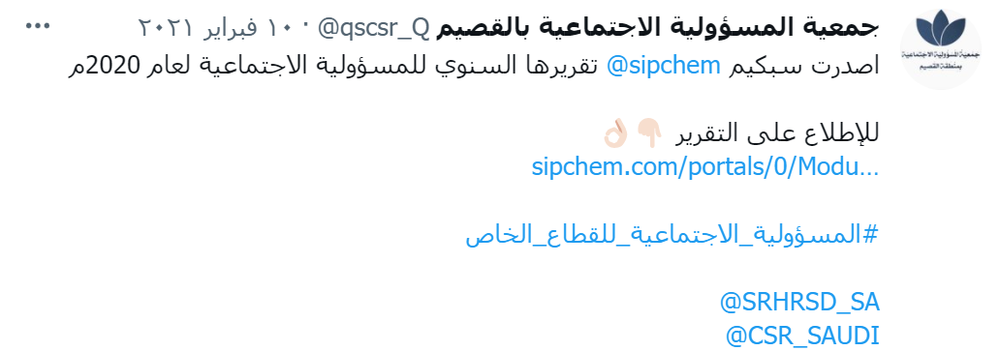 جمعية المسؤولية الاجتماعية بالقصيم @qscsr_Q · ١٠ فبراير ٢٠٢١
اصدرت سبكيم @sipchem تقريرها السنوي للمسؤولية الاجتماعية لعام 2020م
للإطلاع على التقرير 👇🏻👌🏻
sipchem.com/portals/0/Modu…
#المسؤولية_الاجتماعية_للقطاع_الخاص
@SRHRSD_SA
@CSR_SAUDI
جمعية المسؤولية الاجتماعية
بمنطقة القصيم